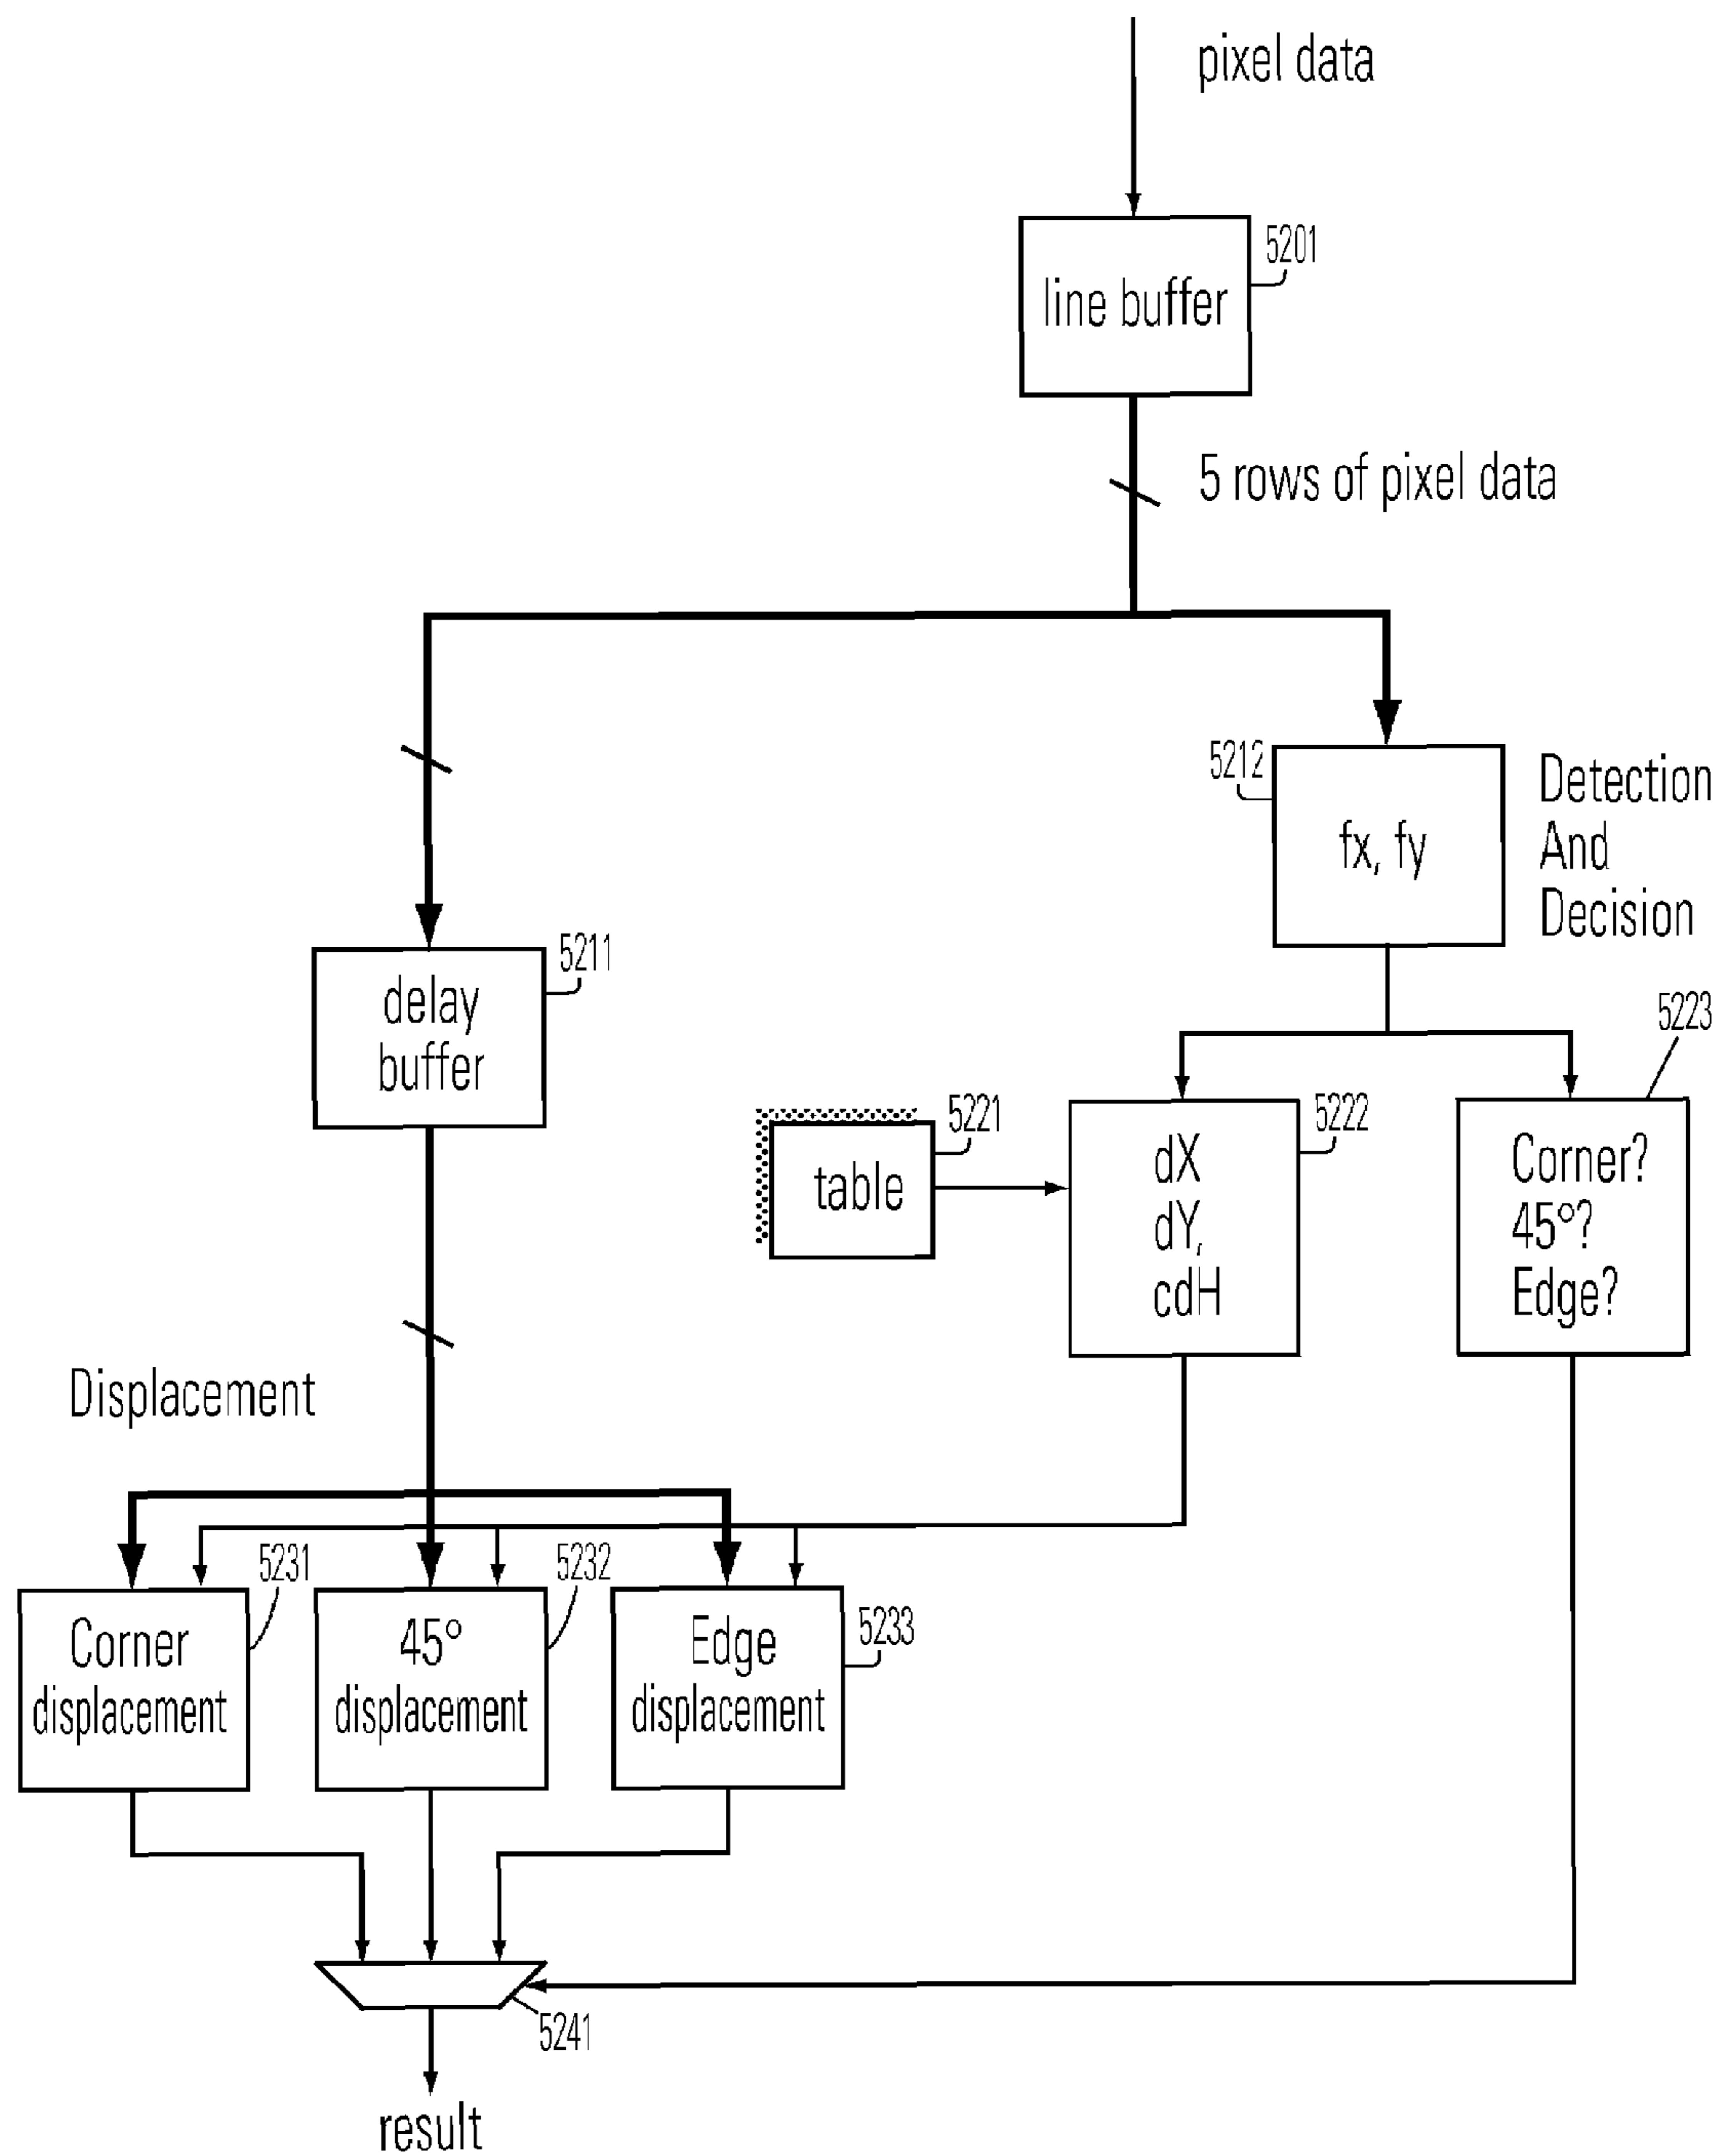 pixel data
5201
line buffer
5 rows of pixel data
5212
fx, fy
Detection
And
Decision
5211
delay
buffer
5223
5221
table
5222
dX
dY,
cdH
Corner?
45°?
Edge?
Displacement
5231
Corner
displacement
5232
45°
displacement
5233
Edge
displacement
5241
result